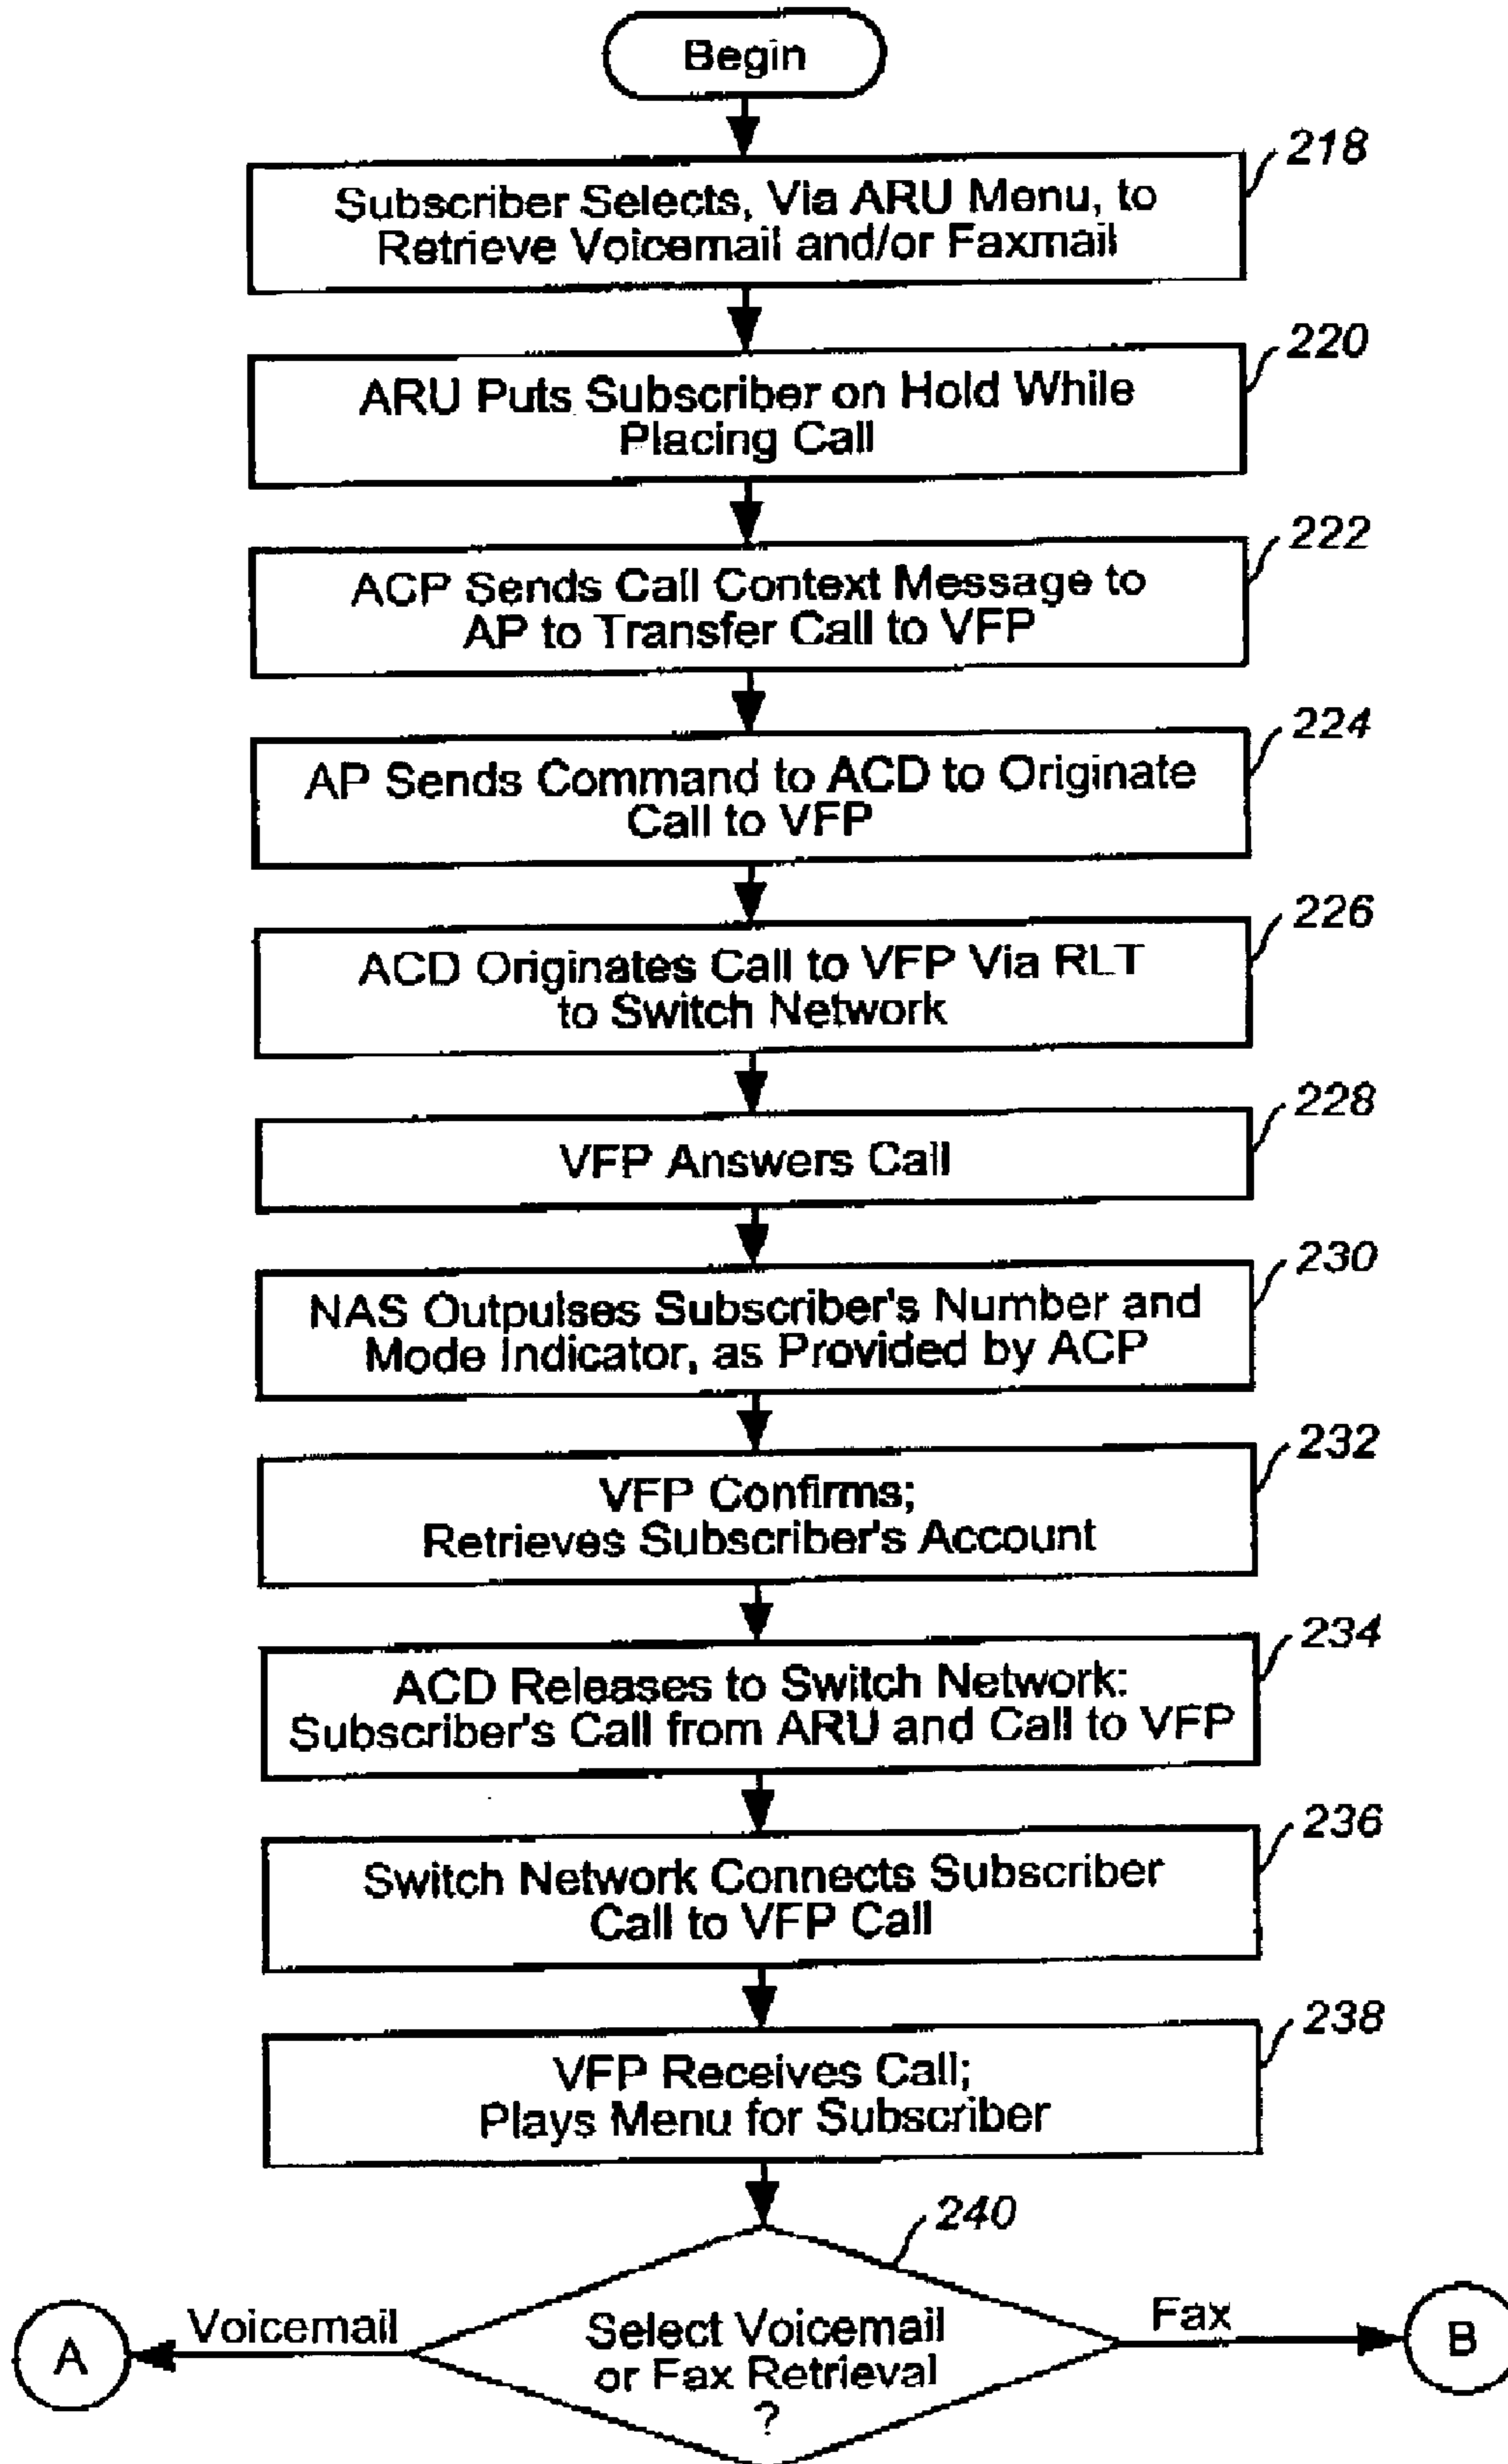 Begin
218
Subscriber Selects, Via ARU Menu, to
Retrieve Voicemail and/or Faxmail
220
ARU Puts Subscriber on Hold While
Placing Call
222
ACP Sends Call Context Message to
AP to Transfer Call to VFP
224
AP Sends Command to ACD to Originate
Call to VFP
226
ACD Originates Call to VFP Via RLT
to Switch Network
228
VFP Answers Call
230
NAS Outpulses Subscriber's Number and
Mode Indicator, as Provided by ACP
232
VFP Confirms;
Retrieves Subscriber's Account
234
ACD Releases to Switch Network:
Subscriber's Call from ARU and Call to VFP
236
Switch Network Connects Subscriber
Call to VFP Call
238
VFP Receives Call;
Plays Menu for Subscriber
240
A
Voicemail
Select Voicemail
or Fax Retrieval
?
Fax
B